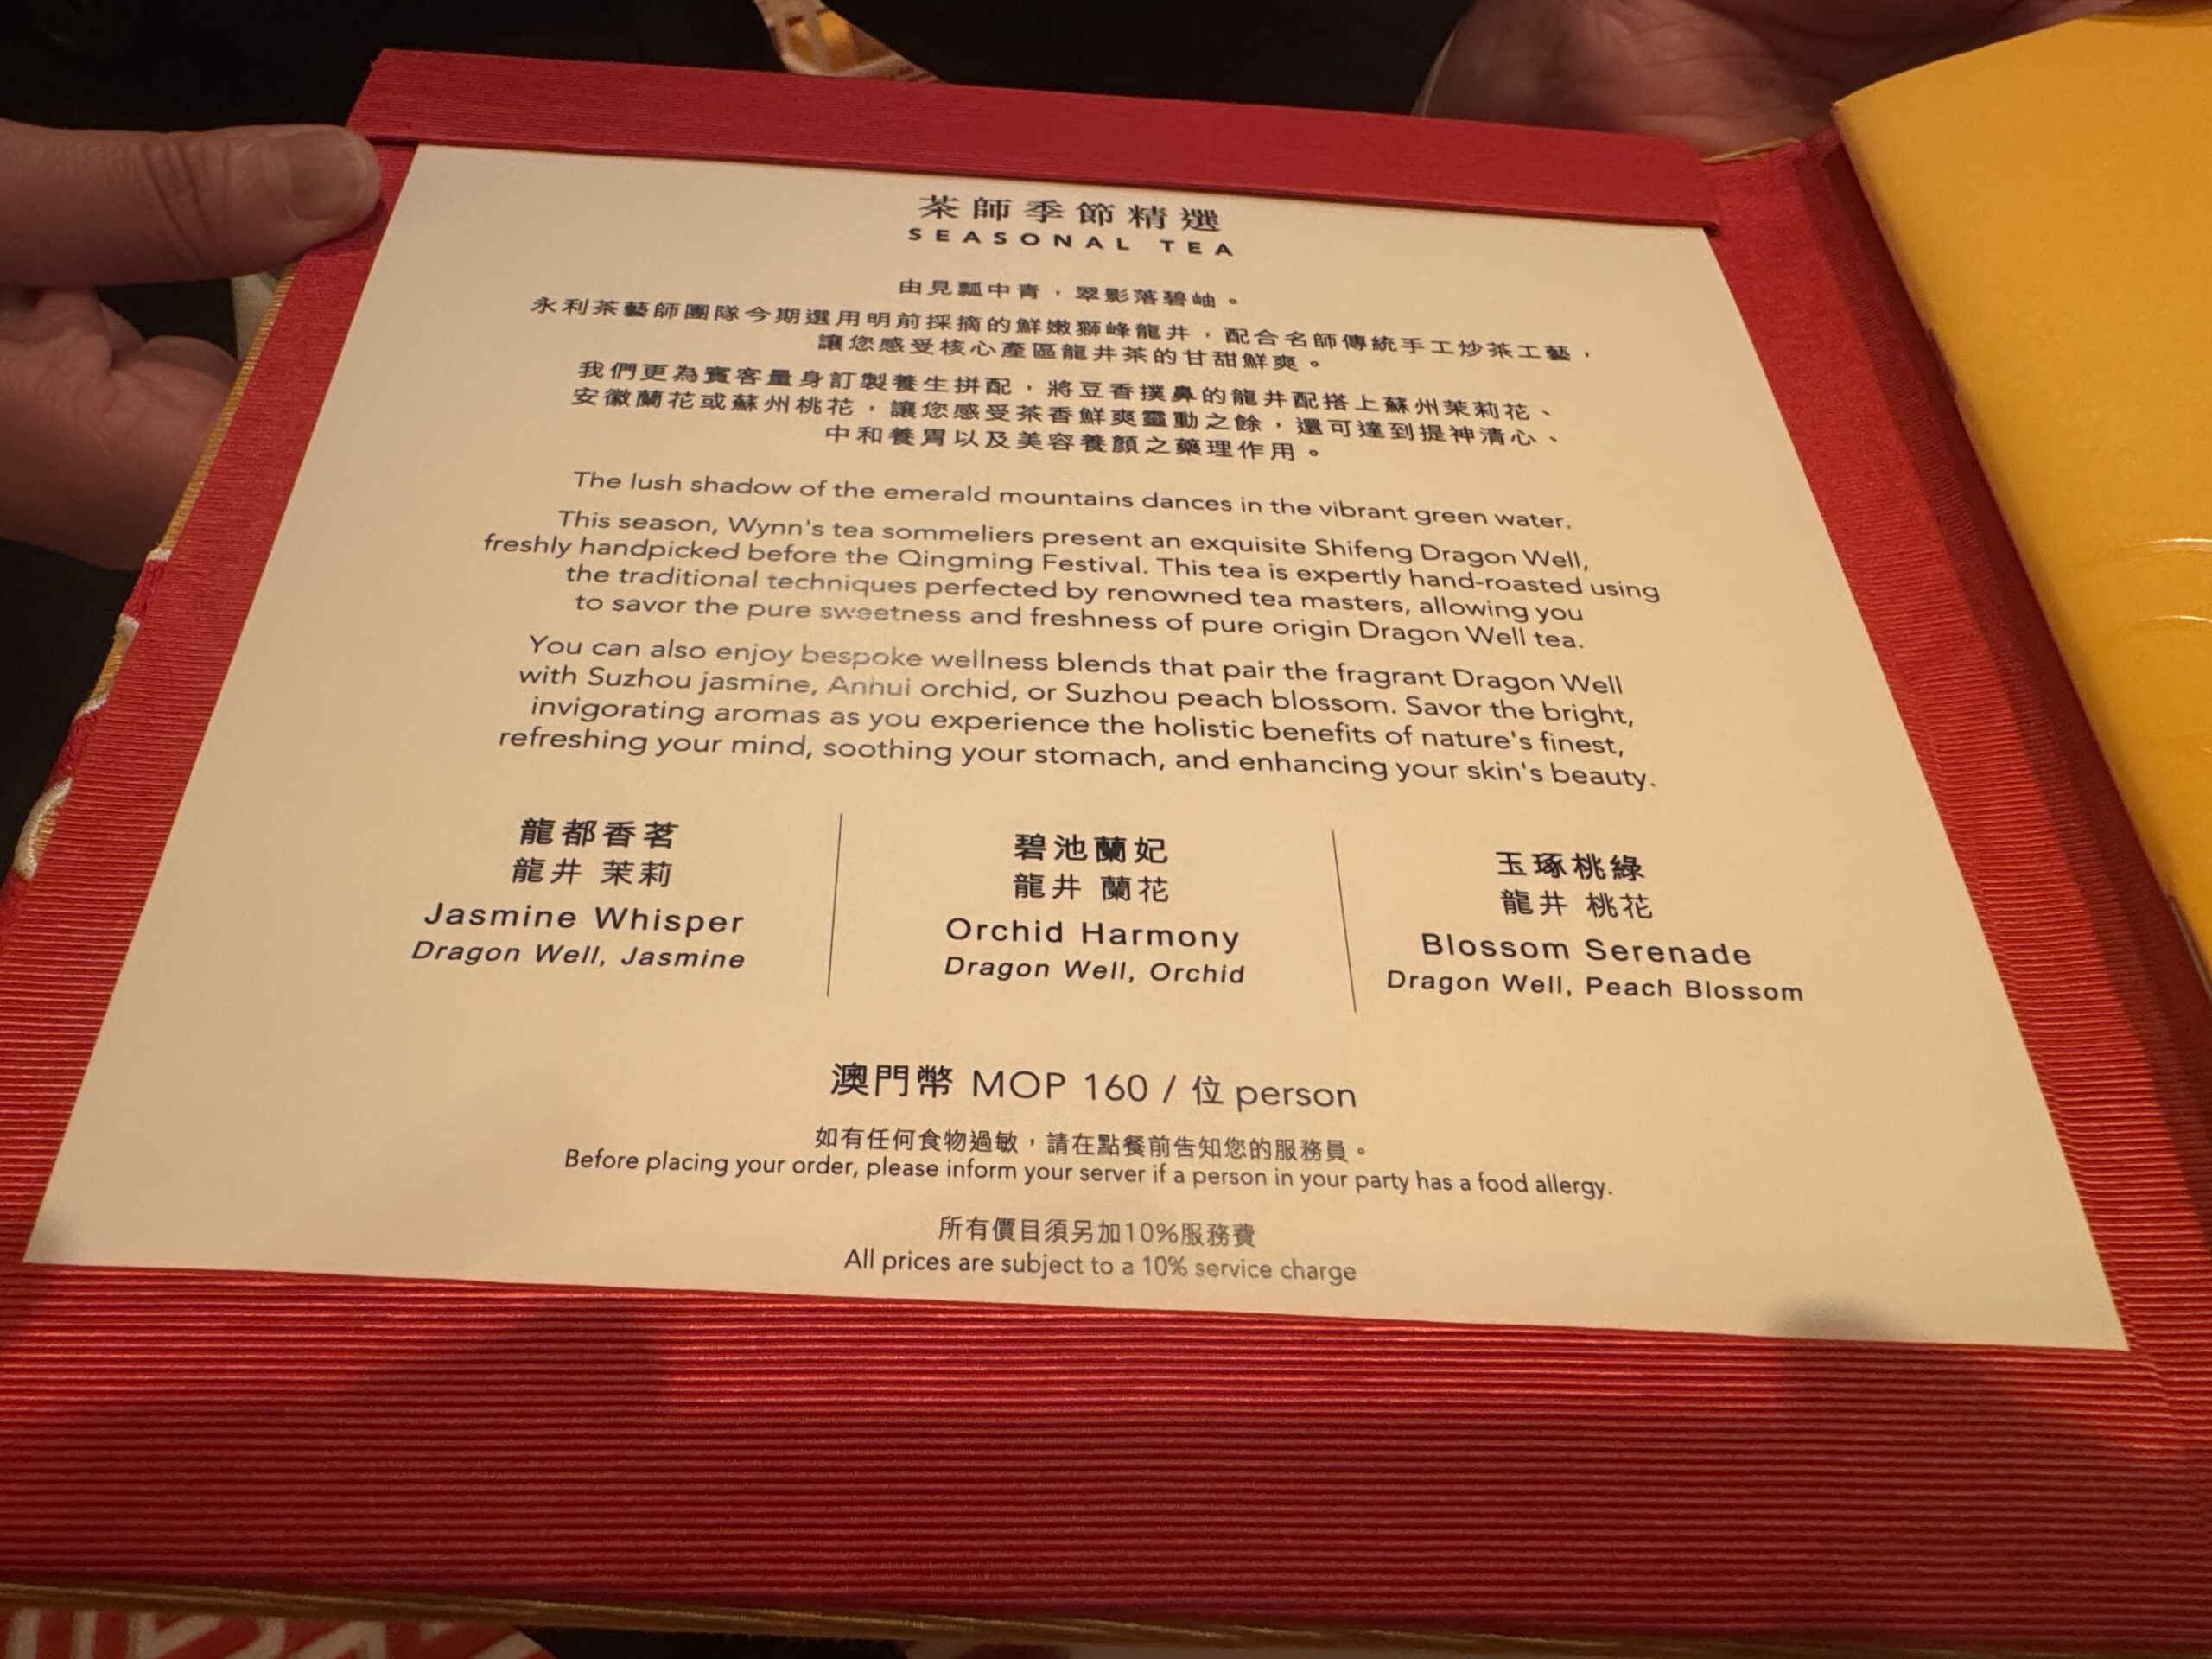 茶師季節精選
SEASONAL TEA
由見瓢中青，翠影落碧岫。
永利茶藝師團隊今期選用明前採摘的鮮嫩獅峰龍井，配合名師傳統手工炒茶工藝，
讓您感受核心產區龍井茶的甘甜鮮爽。
我們更為賓客量身訂製養生拼配，將豆香撲鼻的龍井配搭上蘇州茉莉花、
安徽蘭花或蘇州桃花，讓您感受茶香鮮爽靈動之餘，還可達到提神清心、
中和養胃以及美容養顏之藥理作用。
The lush shadow of the emerald mountains dances in the vibrant green water.
This season, Wynn's tea sommeliers present an exquisite Shifeng Dragon Well,
freshly handpicked before the Qingming Festival. This tea is expertly hand-roasted using
the traditional techniques perfected by renowned tea masters, allowing you
to savor the pure sweetness and freshness of pure origin Dragon Well tea.
You can also enjoy bespoke wellness blends that pair the fragrant Dragon Well
with Suzhou jasmine, Anhui orchid, or Suzhou peach blossom. Savor the bright,
invigorating aromas as you experience the holistic benefits of nature's finest,
refreshing your mind, soothing your stomach, and enhancing your skin's beauty.
龍都香茗
龍井 茉莉
Jasmine Whisper
Dragon Well, Jasmine
碧池蘭妃
龍井 蘭花
Orchid Harmony
Dragon Well, Orchid
玉琢桃綠
龍井 桃花
Blossom Serenade
Dragon Well, Peach Blossom
澳門幣 MOP 160 / 位 person
如有任何食物過敏，請在點餐前告知您的服務員。
Before placing your order, please inform your server if a person in your party has a food allergy.
所有價目須另加10%服務費
All prices are subject to a 10% service charge